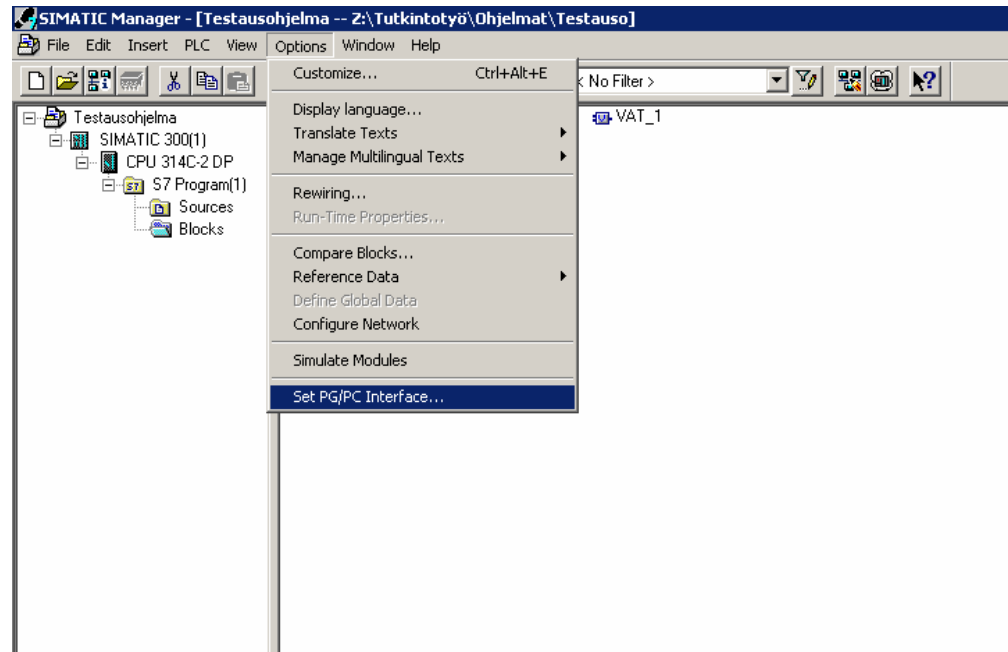 SIMATIC Manager - [Testausohjelma -- Z:\Tutkintotyö\Ohjelmat\Testauso]
File Edit Insert PLC View Options Window Help
< No Filter >
Customize... Ctrl+Alt+E
Display language...
Translate Texts
Manage Multilingual Texts
Rewiring...
Run-Time Properties...
Compare Blocks...
Reference Data
Define Global Data
Configure Network
Simulate Modules
Set PG/PC Interface...
Testausohjelma
SIMATIC 300(1)
CPU 314C-2 DP
S7 Program(1)
Sources
Blocks
VAT_1